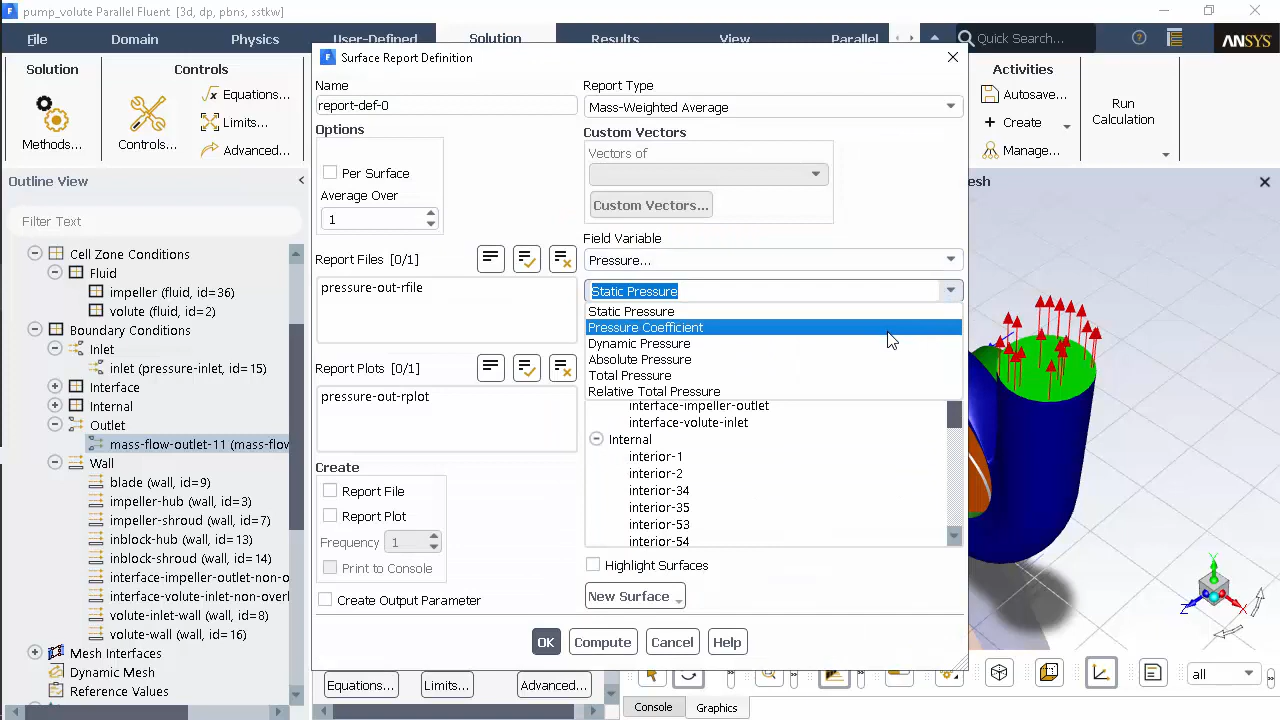 pump_volute Parallel Fluent [3d, dp, pbns, sstkw]
File
Domain
Physics
User-Defined
Solution
Results
View
Parallel
Quick Search...
ANSYS
Solution
Methods...
Controls
Controls...
Equations...
Limits...
Advanced...
Activities
Autosave...
Create
Manage...
Run
Calculation
Outline View
Filter Text
Cell Zone Conditions
Fluid
impeller (fluid, id=36)
volute (fluid, id=2)
Boundary Conditions
Inlet
inlet (pressure-inlet, id=15)
Interface
Internal
Outlet
mass-flow-outlet-11 (mass-flow
Wall
blade (wall, id=9)
impeller-hub (wall, id=3)
impeller-shroud (wall, id=7)
inblock-hub (wall, id=13)
inblock-shroud (wall, id=14)
interface-impeller-outlet-non-o
interface-volute-inlet-non-overl
volute-inlet-wall (wall, id=8)
volute-wall (wall, id=16)
Mesh Interfaces
Dynamic Mesh
Reference Values
Surface Report Definition
Name
report-def-0
Options
Per Surface
Average Over
1
Report Files [0/1]
pressure-out-rfile
Report Plots [0/1]
pressure-out-rplot
Create
Report File
Report Plot
Frequency 1
Print to Console
Create Output Parameter
Report Type
Mass-Weighted Average
Custom Vectors
Vectors of
Custom Vectors...
Field Variable
Pressure...
Static Pressure
Static Pressure
Pressure Coefficient
Dynamic Pressure
Absolute Pressure
Total Pressure
Relative Total Pressure
interface-impeller-outlet
interface-volute-inlet
Internal
interior-1
interior-2
interior-34
interior-35
interior-53
interior-54
Highlight Surfaces
New Surface
OK
Compute
Cancel
Help
Equations...
Limits...
Advanced...
esh
Console
Graphics
all